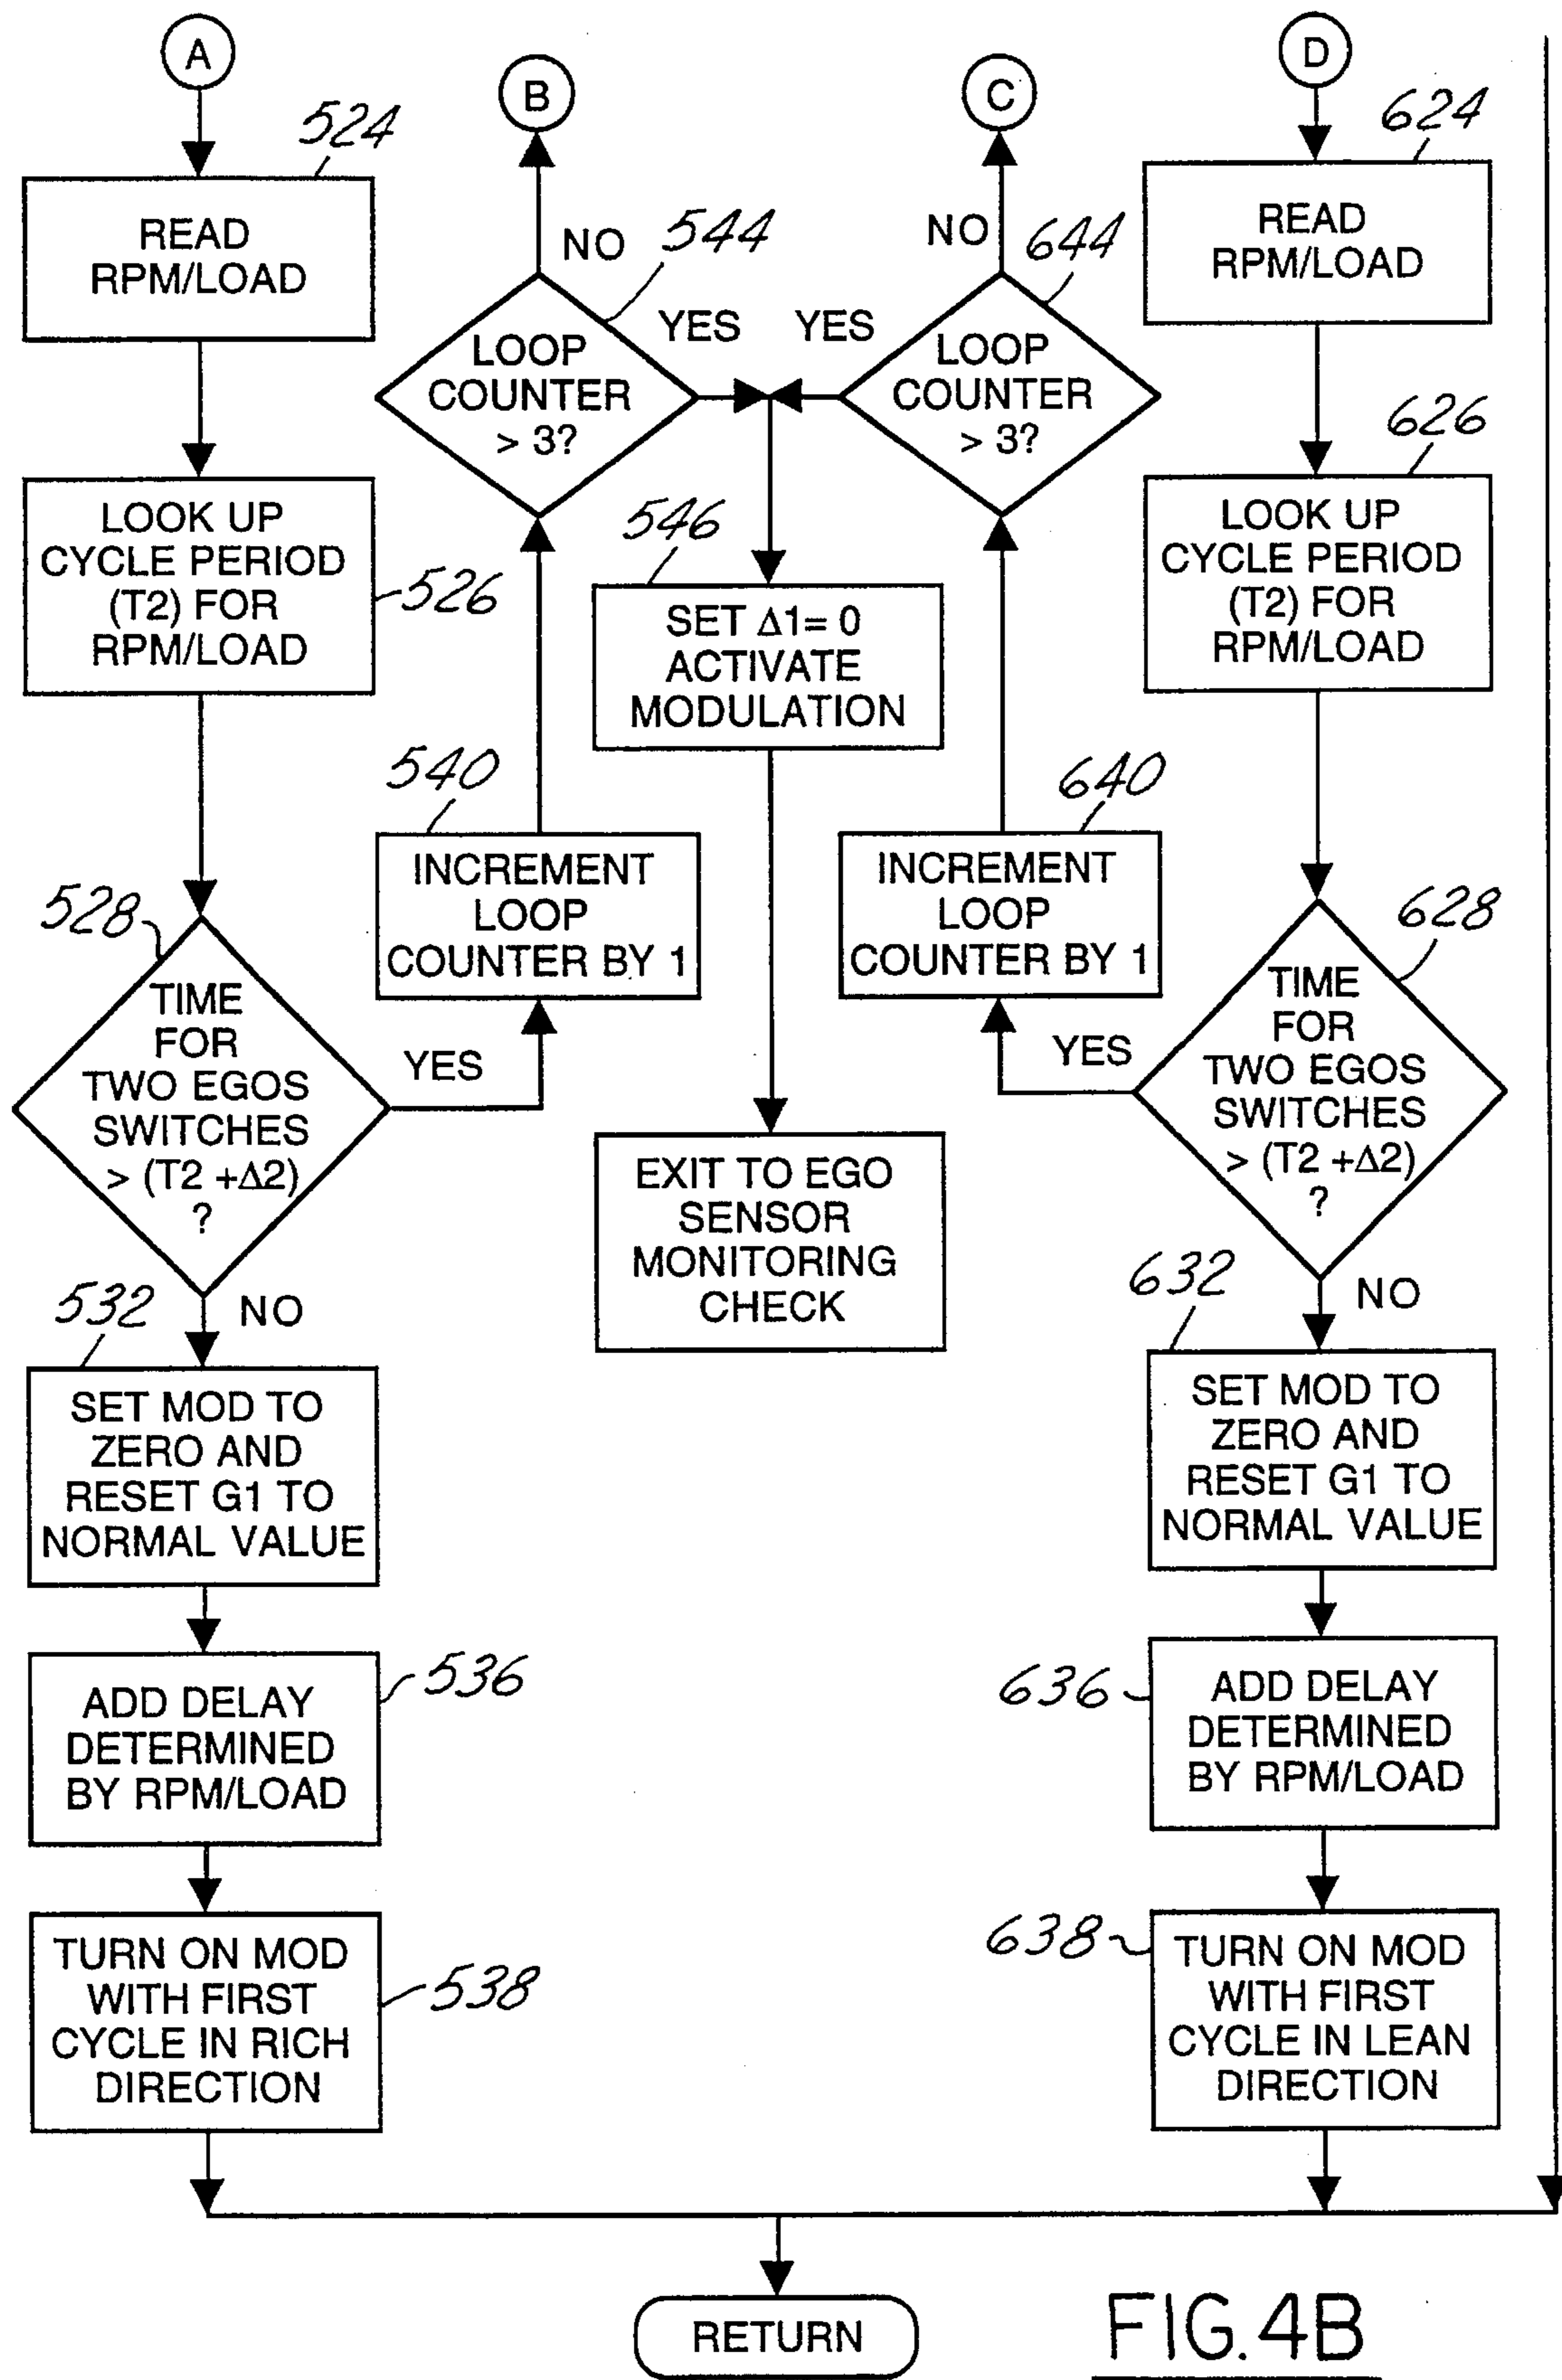 A
524
READ
RPM/LOAD
LOOK UP
CYCLE PERIOD
(T2) FOR
RPM/LOAD
526
528
TIME
FOR
TWO EGOS
SWITCHES
> (T2 +Δ2)
?
YES
NO
532
SET MOD TO
ZERO AND
RESET G1 TO
NORMAL VALUE
ADD DELAY
DETERMINED
BY RPM/LOAD
536
TURN ON MOD
WITH FIRST
CYCLE IN RICH
DIRECTION
538
B
NO
544
LOOP
COUNTER
> 3?
YES
540
INCREMENT
LOOP
COUNTER BY 1
546
SET Δ1= 0
ACTIVATE
MODULATION
EXIT TO EGO
SENSOR
MONITORING
CHECK
C
NO
644
YES
LOOP
COUNTER
> 3?
640
INCREMENT
LOOP
COUNTER BY 1
D
624
READ
RPM/LOAD
626
LOOK UP
CYCLE PERIOD
(T2) FOR
RPM/LOAD
628
TIME
FOR
TWO EGOS
SWITCHES
> (T2 +Δ2)
?
YES
NO
632
SET MOD TO
ZERO AND
RESET G1 TO
NORMAL VALUE
636
ADD DELAY
DETERMINED
BY RPM/LOAD
638
TURN ON MOD
WITH FIRST
CYCLE IN LEAN
DIRECTION
RETURN
FIG.4B